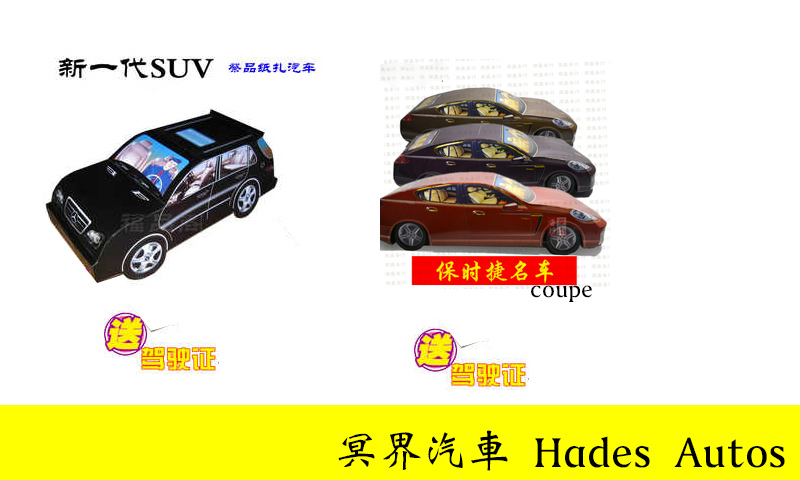 新一代SUV
祭品纸扎汽车
保时捷名车
coupe
送
驾驶证
送
驾驶证
冥界汽車 Hades Autos